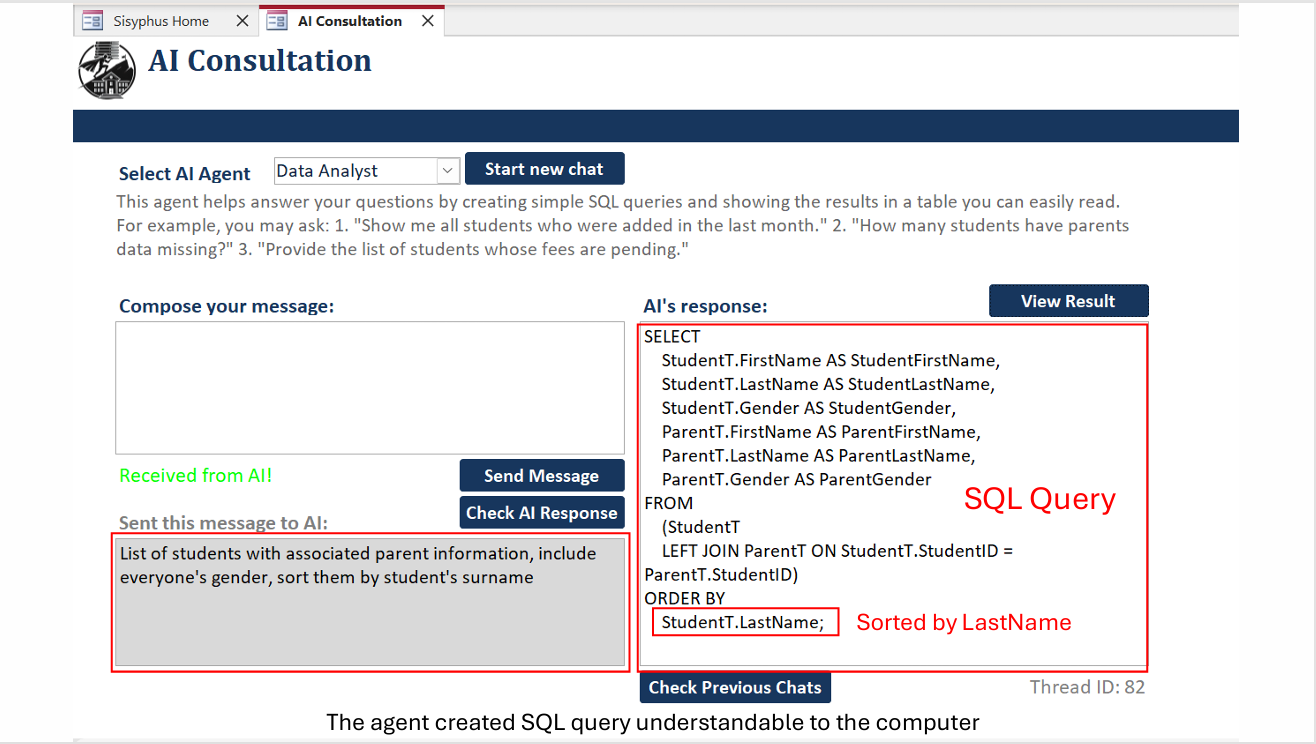 Sisyphus Home
AI Consultation
AI Consultation
Select AI Agent
Data Analyst
Start new chat
This agent helps answer your questions by creating simple SQL queries and showing the results in a table you can easily read.
For example, you may ask: 1. "Show me all students who were added in the last month." 2. "How many students have parents
data missing?" 3. "Provide the list of students whose fees are pending."
Compose your message:
Received from AI!
Send Message
Check AI Response
Sent this message to AI:
List of students with associated parent information, include
everyone's gender, sort them by student's surname
AI's response:
View Result
SELECT
StudentT.FirstName AS StudentFirstName,
StudentT.LastName AS StudentLastName,
StudentT.Gender AS StudentGender,
ParentT.FirstName AS ParentFirstName,
ParentT.LastName AS ParentLastName,
ParentT.Gender AS ParentGender
FROM
(StudentT
LEFT JOIN ParentT ON StudentT.StudentID =
ParentT.StudentID)
ORDER BY
StudentT.LastName;
SQL Query
Sorted by LastName
Check Previous Chats
Thread ID: 82
The agent created SQL query understandable to the computer